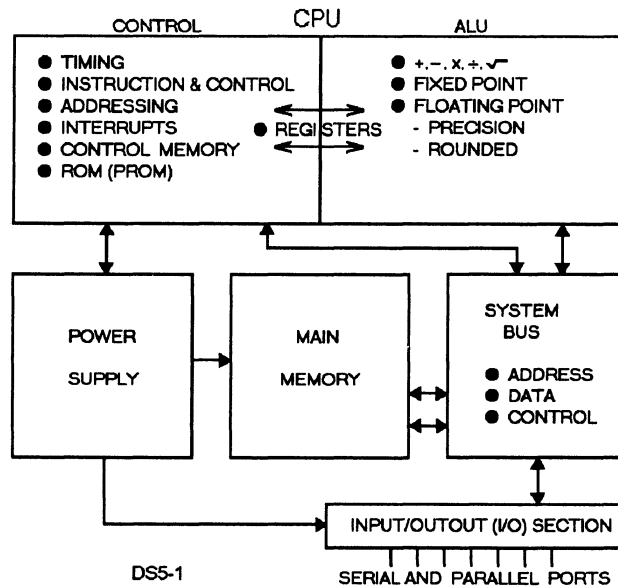 CPU
CONTROL
ALU
● TIMING
● INSTRUCTION & CONTROL
● ADDRESSING
● INTERRUPTS
● CONTROL MEMORY
● ROM (PROM)
● REGISTERS
● +, −, x, ÷, √
● FIXED POINT
● FLOATING POINT
- PRECISION
- ROUNDED
POWER
SUPPLY
MAIN
MEMORY
SYSTEM
BUS
● ADDRESS
● DATA
● CONTROL
INPUT/OUTOUT (I/O) SECTION
DS5-1
SERIAL AND PARALLEL PORTS